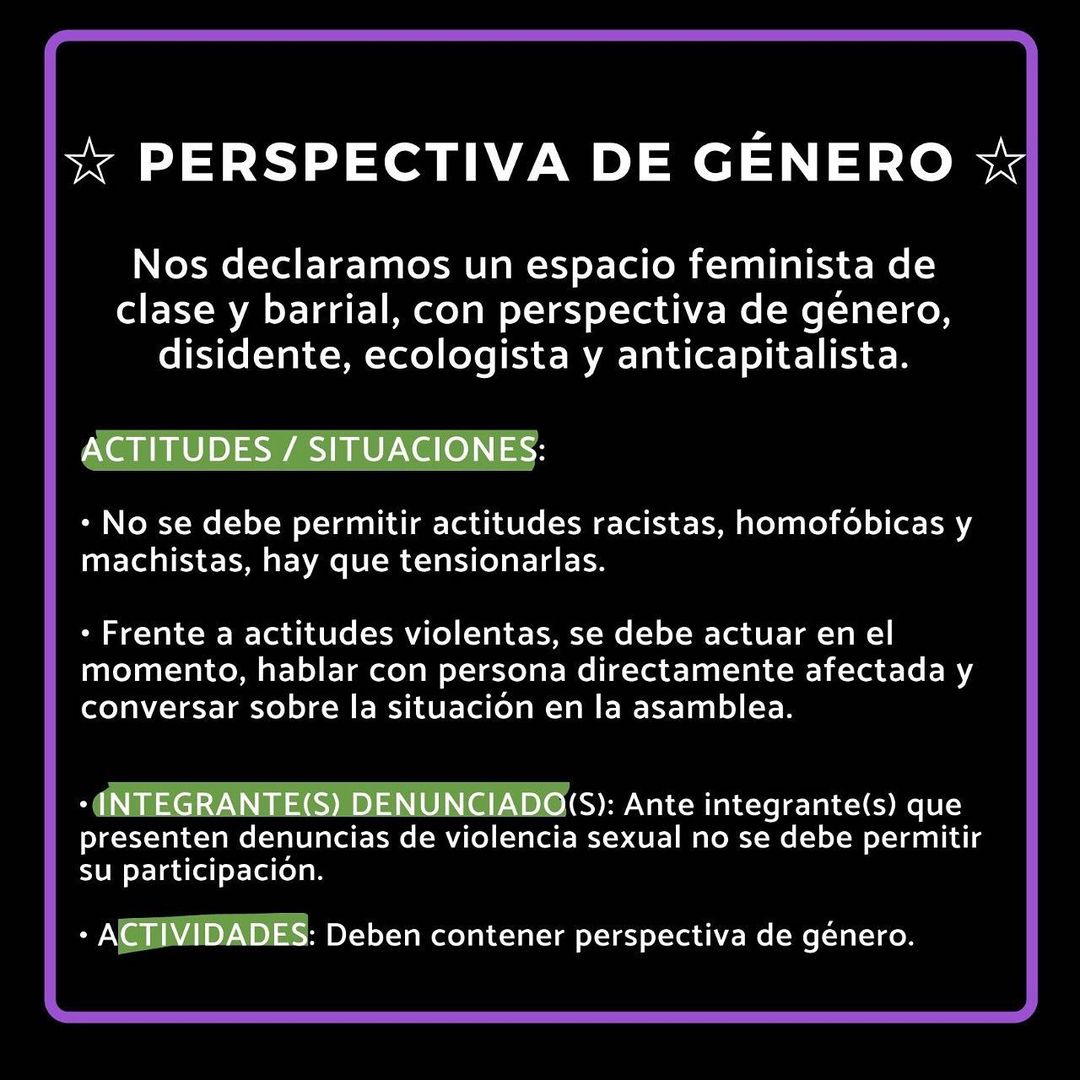 ☆ PERSPECTIVA DE GÉNERO ☆
Nos declaramos un espacio feminista de
clase y barrial, con perspectiva de género,
disidente, ecologista y anticapitalista.
ACTITUDES / SITUACIONES:
• No se debe permitir actitudes racistas, homofóbicas y
machistas, hay que tensionarlas.
• Frente a actitudes violentas, se debe actuar en el
momento, hablar con persona directamente afectada y
conversar sobre la situación en la asamblea.
• INTEGRANTE(S) DENUNCIADO(S): Ante integrante(s) que
presenten denuncias de violencia sexual no se debe permitir
su participación.
• ACTIVIDADES: Deben contener perspectiva de género.